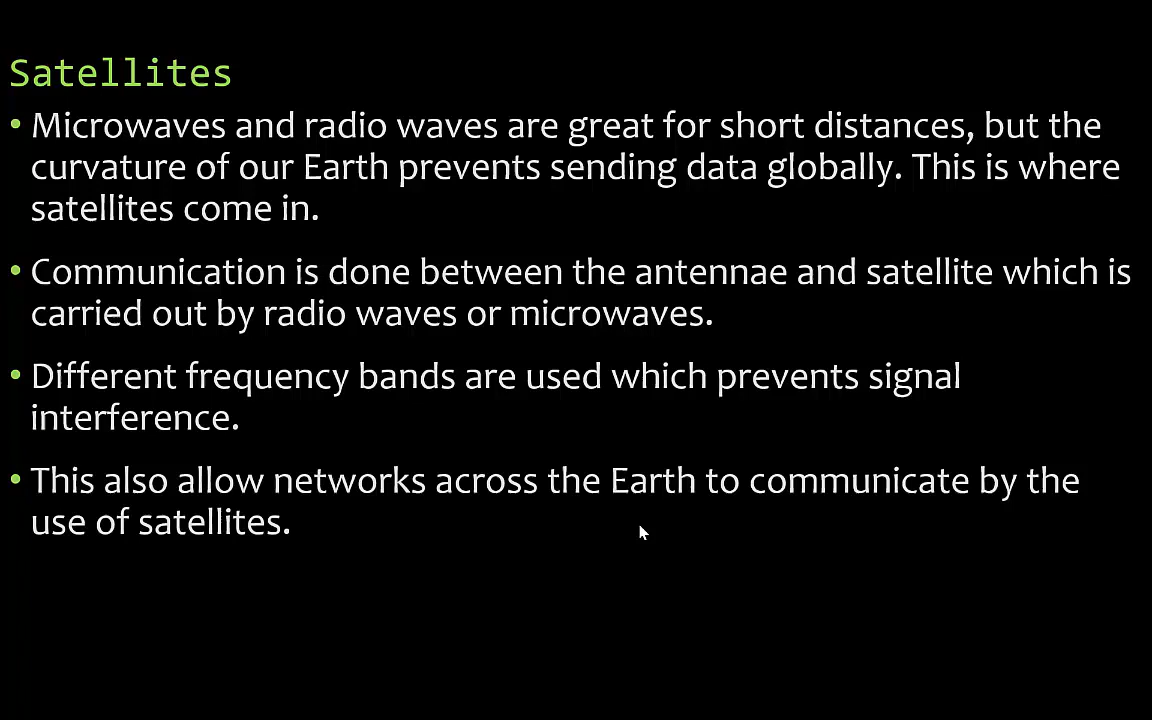 Satellites
• Microwaves and radio waves are great for short distances, but the
curvature of our Earth prevents sending data globally. This is where
satellites come in.
• Communication is done between the antennae and satellite which is
carried out by radio waves or microwaves.
• Different frequency bands are used which prevents signal
interference.
• This also allow networks across the Earth to communicate by the
use of satellites.